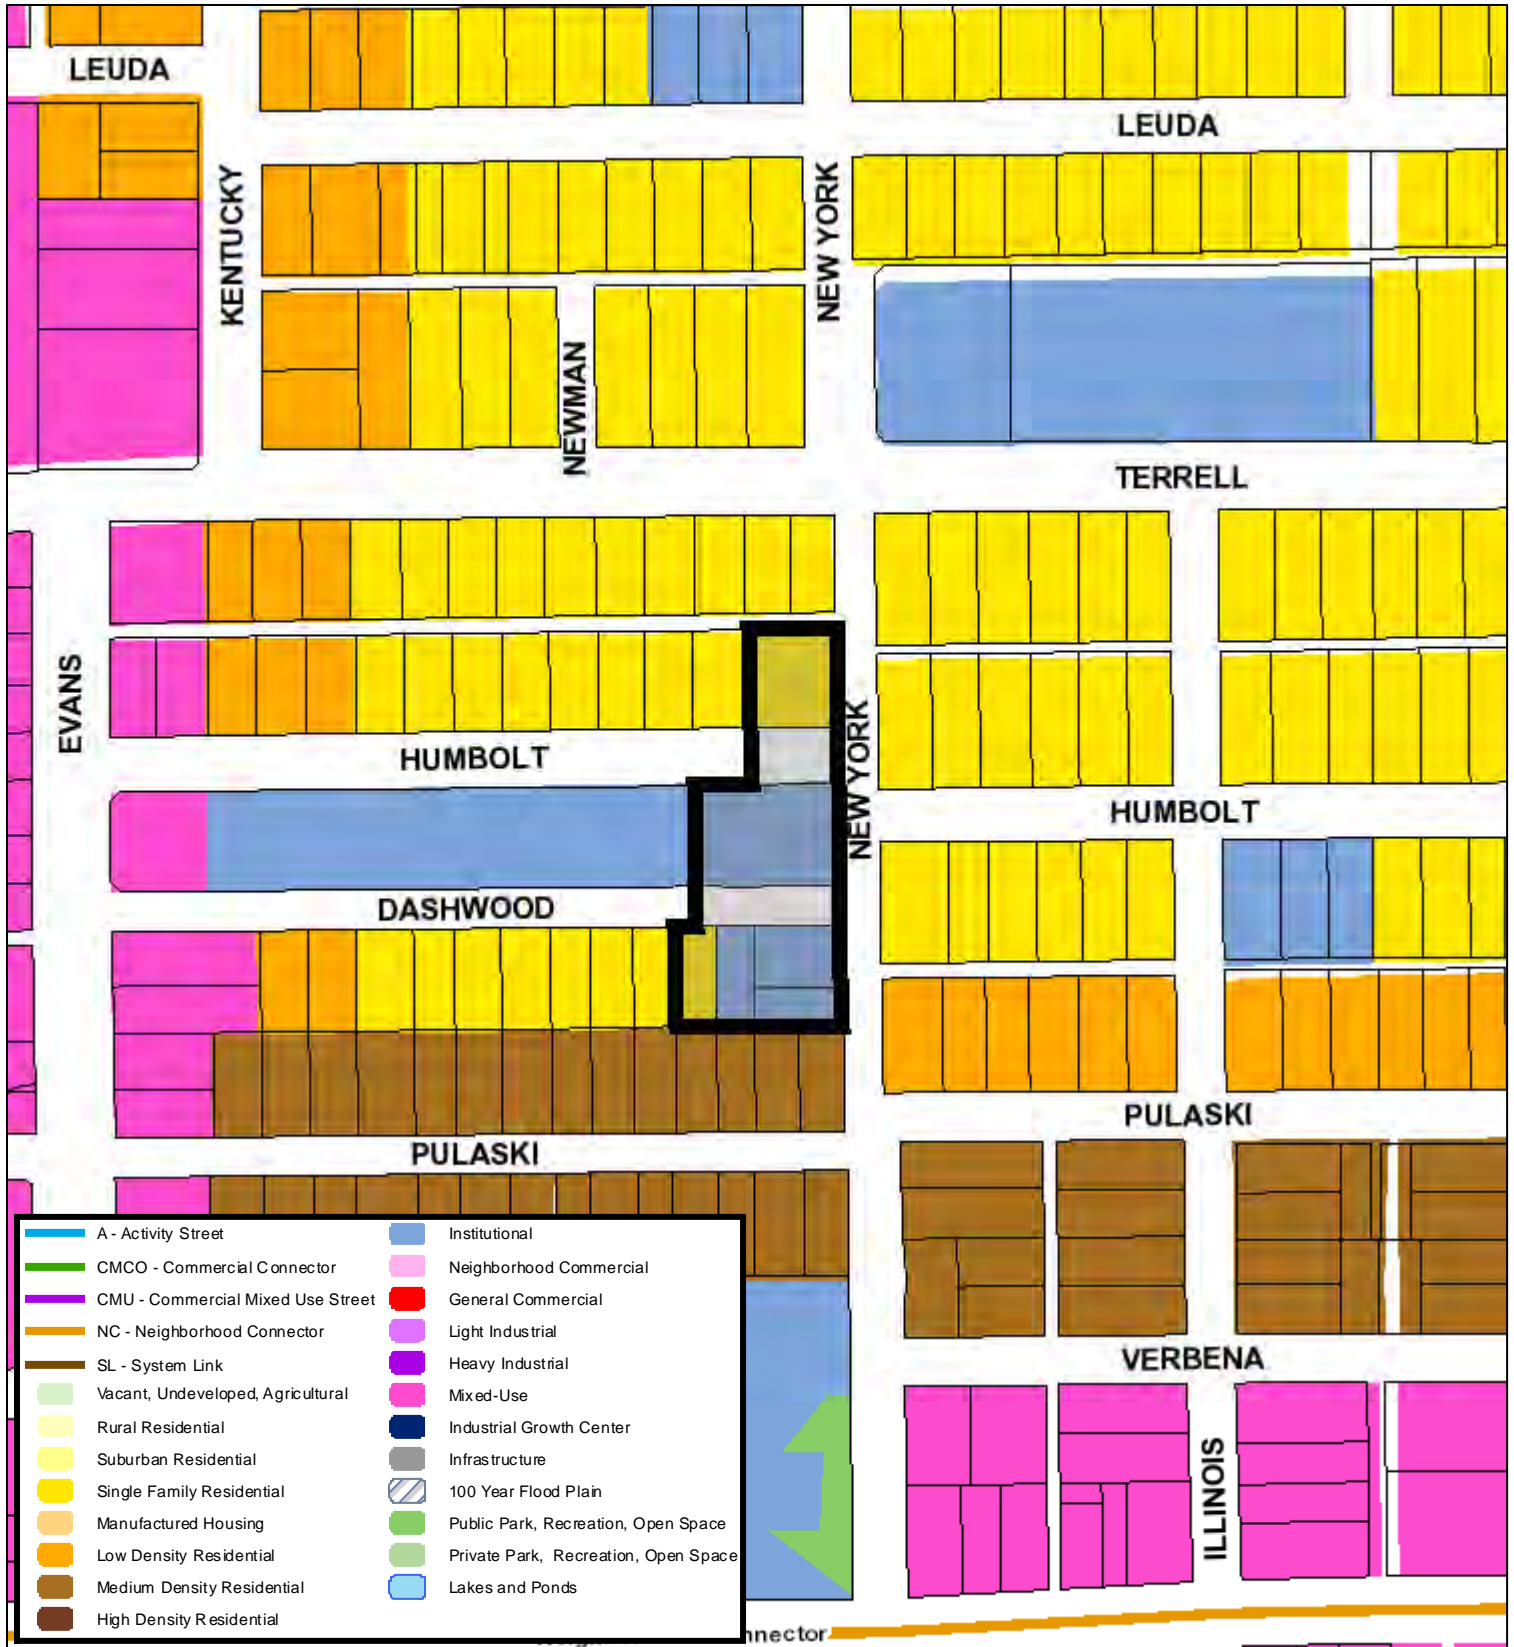 LEUDA
LEUDA
KENTUCKY
NEW YORK
NEWMAN
TERRELL
EVANS
HUMBOLT
NEW YORK
HUMBOLT
DASHWOOD
PULASKI
PULASKI
VERBENA
ILLINOIS
A - Activity Street
CMCO - Commercial Connector
CMU - Commercial Mixed Use Street
NC - Neighborhood Connector
SL - System Link
Vacant, Undeveloped, Agricultural
Rural Residential
Suburban Residential
Single Family Residential
Manufactured Housing
Low Density Residential
Medium Density Residential
High Density Residential
Institutional
Neighborhood Commercial
General Commercial
Light Industrial
Heavy Industrial
Mixed-Use
Industrial Growth Center
Infrastructure
100 Year Flood Plain
Public Park, Recreation, Open Space
Private Park, Recreation, Open Space
Lakes and Ponds
nnector